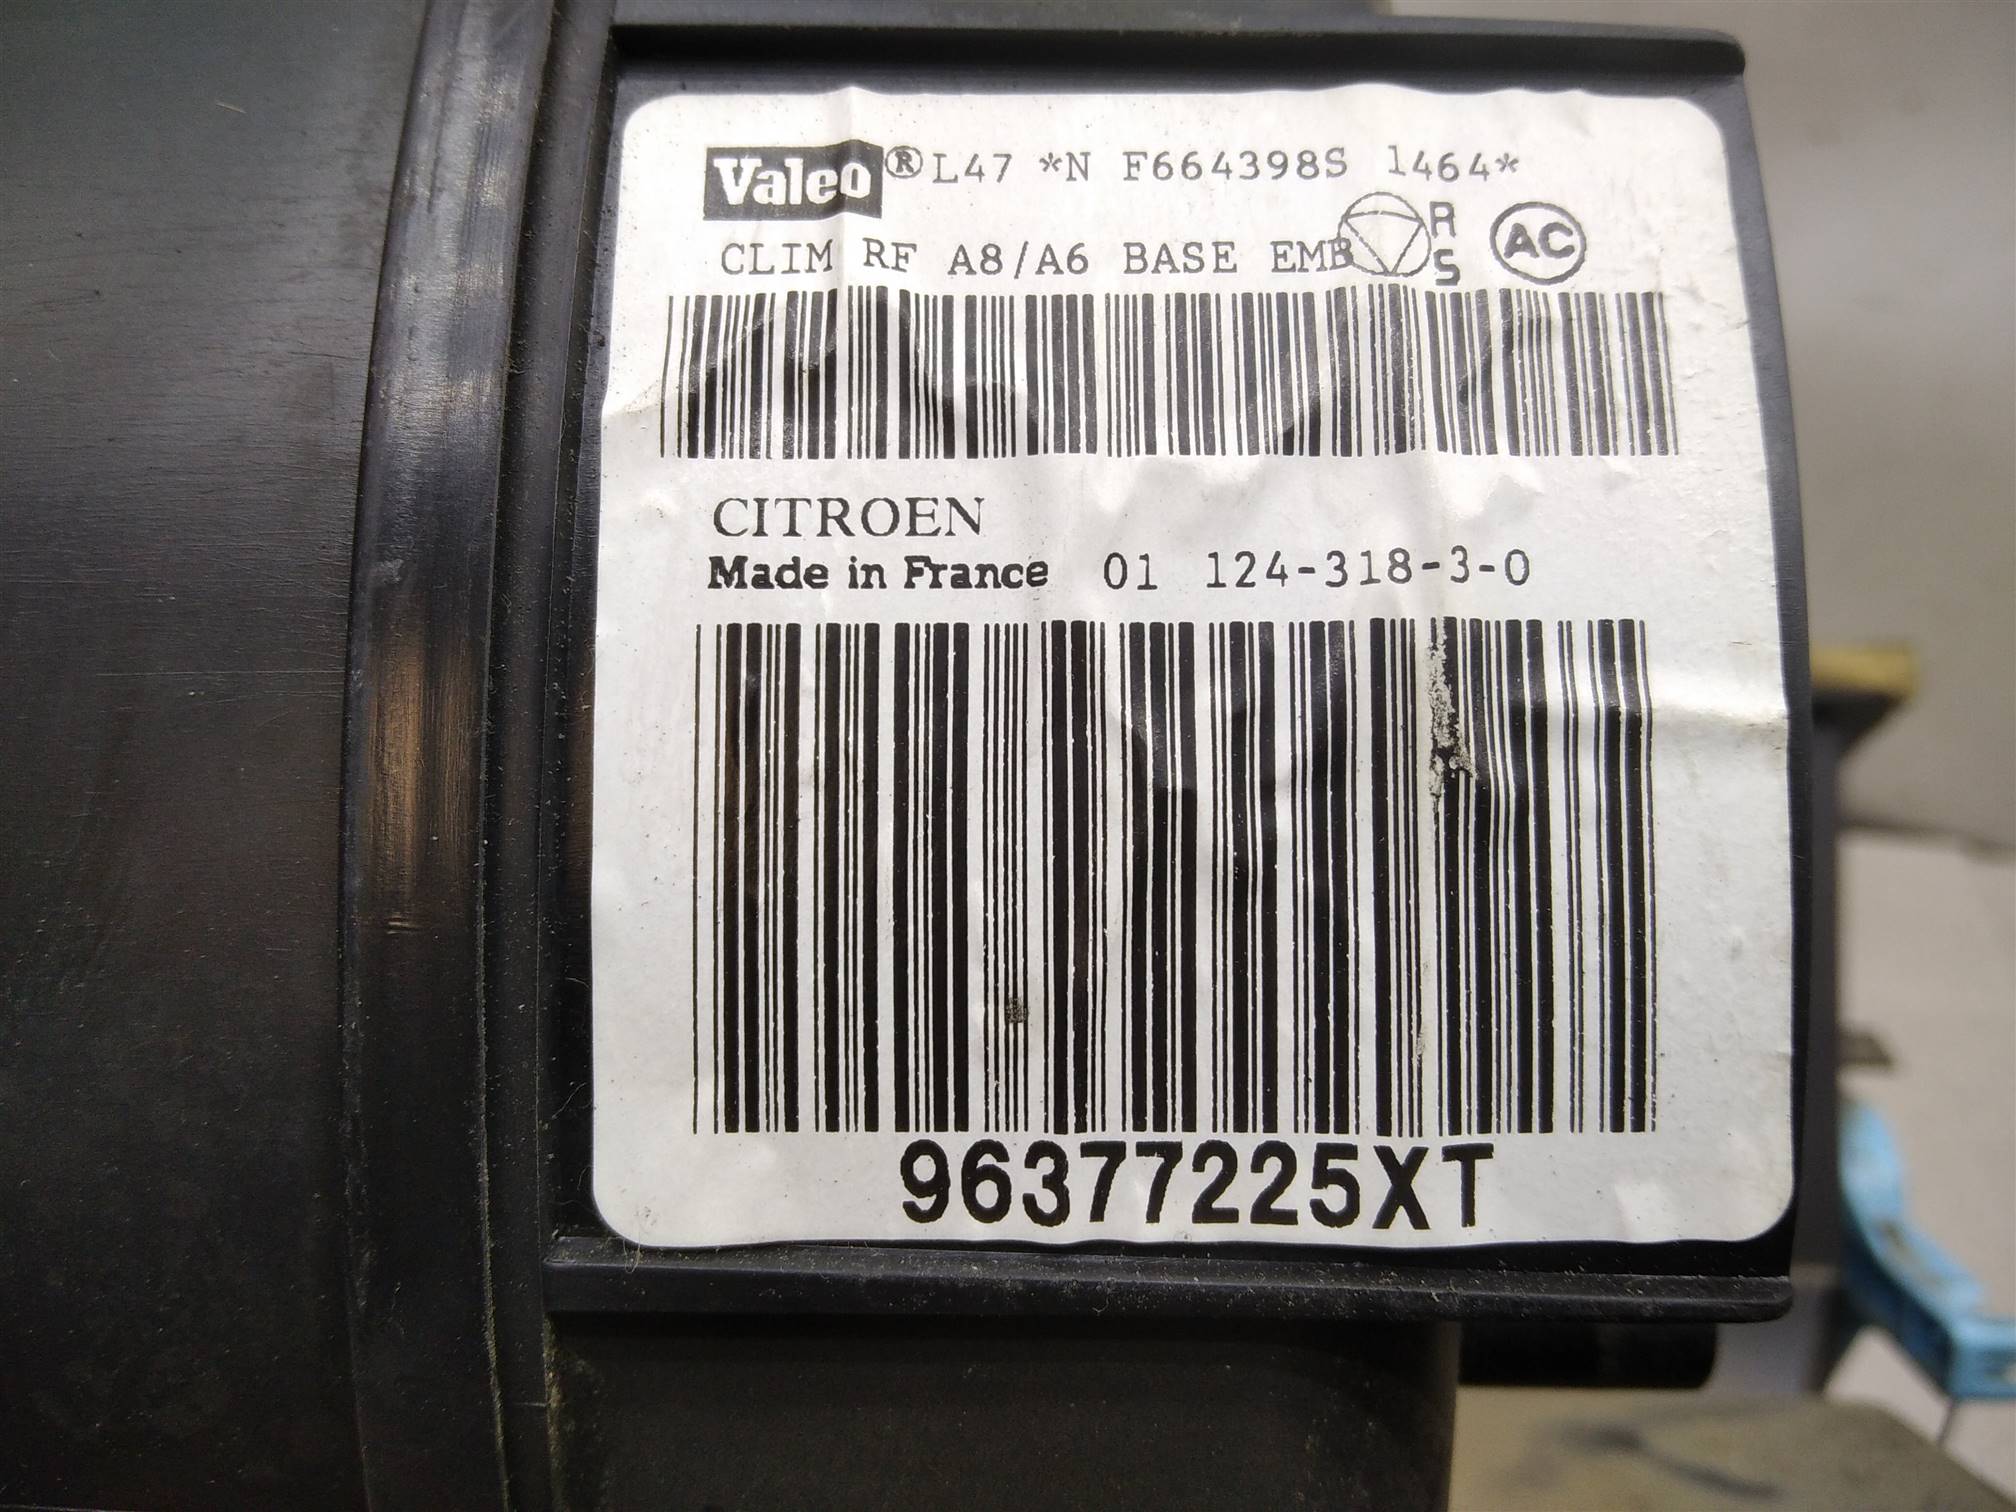 Valeo® L47 *N F664398S 1464*
CLIM RF A8/A6 BASE EMB RS AC
CITROEN
Made in France 01 124-318-3-0
96377225XT